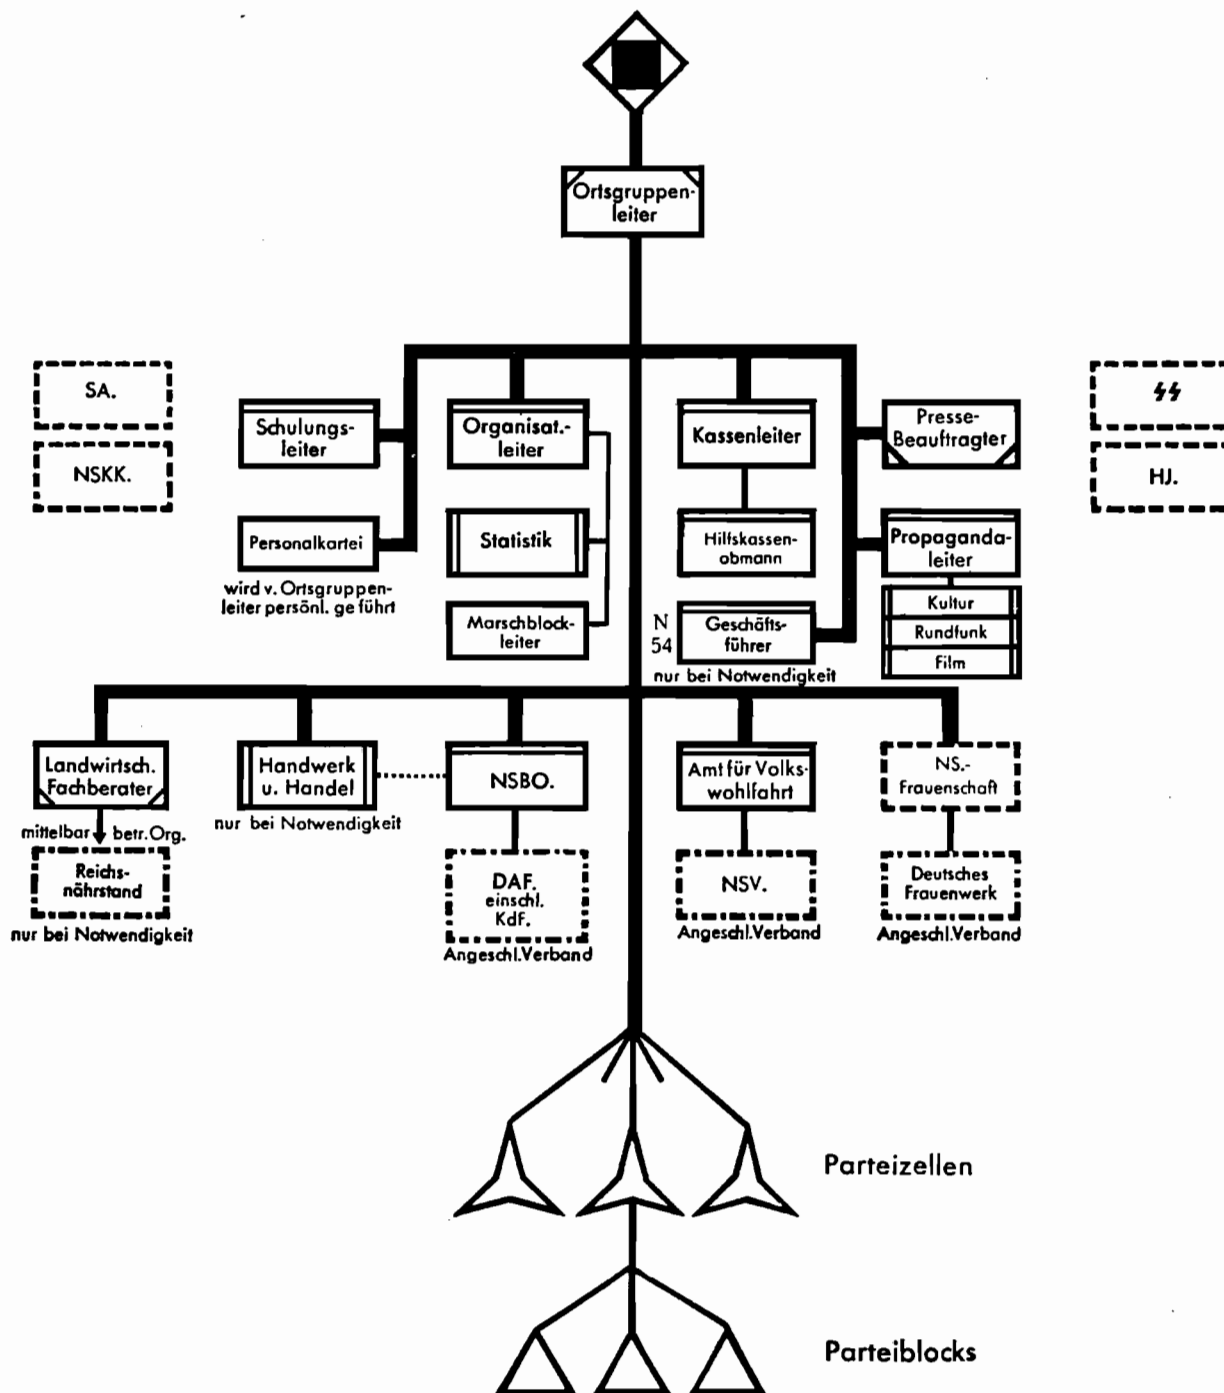 Ortsgruppen-
leiter
SA.
NSKK.
Schulungs-
leiter
Organisat.-
leiter
Kassenleiter
Presse-
Beauftragter
ϟϟ
HJ.
Personalkartei
wird v. Ortsgruppen-
leiter persönl. geführt
Statistik
Hilfskassen-
obmann
Propaganda-
leiter
Kultur
Rundfunk
Film
Marschblock-
leiter
N
54
Geschäfts-
führer
nur bei Notwendigkeit
Landwirtsch.
Fachberater
mittelbar betr. Org.
Reichs-
nährstand
nur bei Notwendigkeit
Handwerk
u. Handel
nur bei Notwendigkeit
NSBO.
DAF.
einschl.
KdF.
Angeschl. Verband
Amt für Volks-
wohlfahrt
NSV.
Angeschl. Verband
NS.-
Frauenschaft
Deutsches
Frauenwerk
Angeschl. Verband
Parteizellen
Parteiblocks